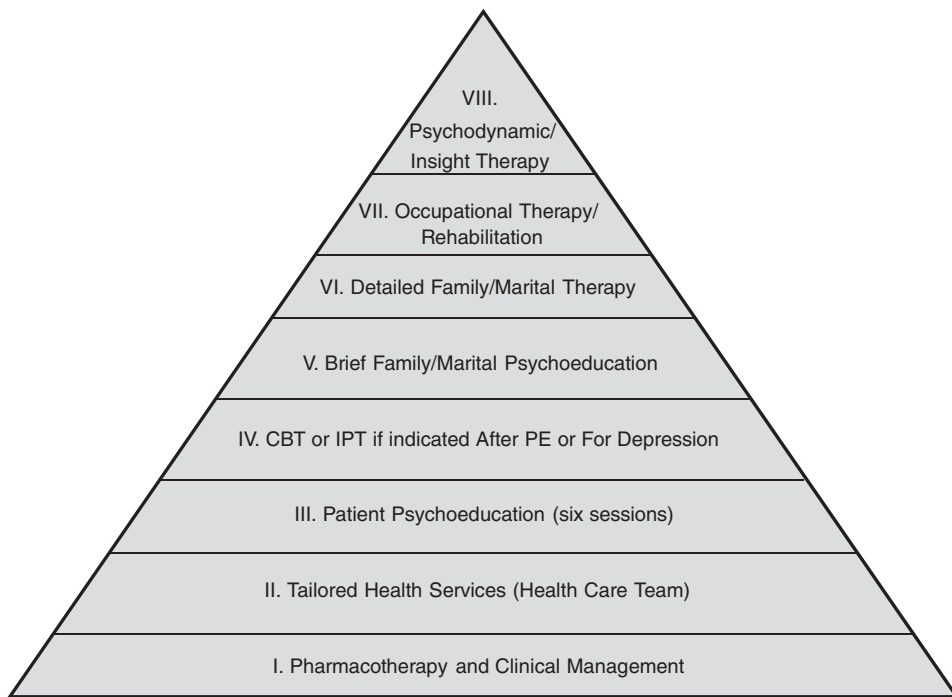 VIII.
Psychodynamic/
Insight Therapy
VII. Occupational Therapy/
Rehabilitation
VI. Detailed Family/Marital Therapy
V. Brief Family/Marital Psychoeducation
IV. CBT or IPT if indicated After PE or For Depression
III. Patient Psychoeducation (six sessions)
II. Tailored Health Services (Health Care Team)
I. Pharmacotherapy and Clinical Management